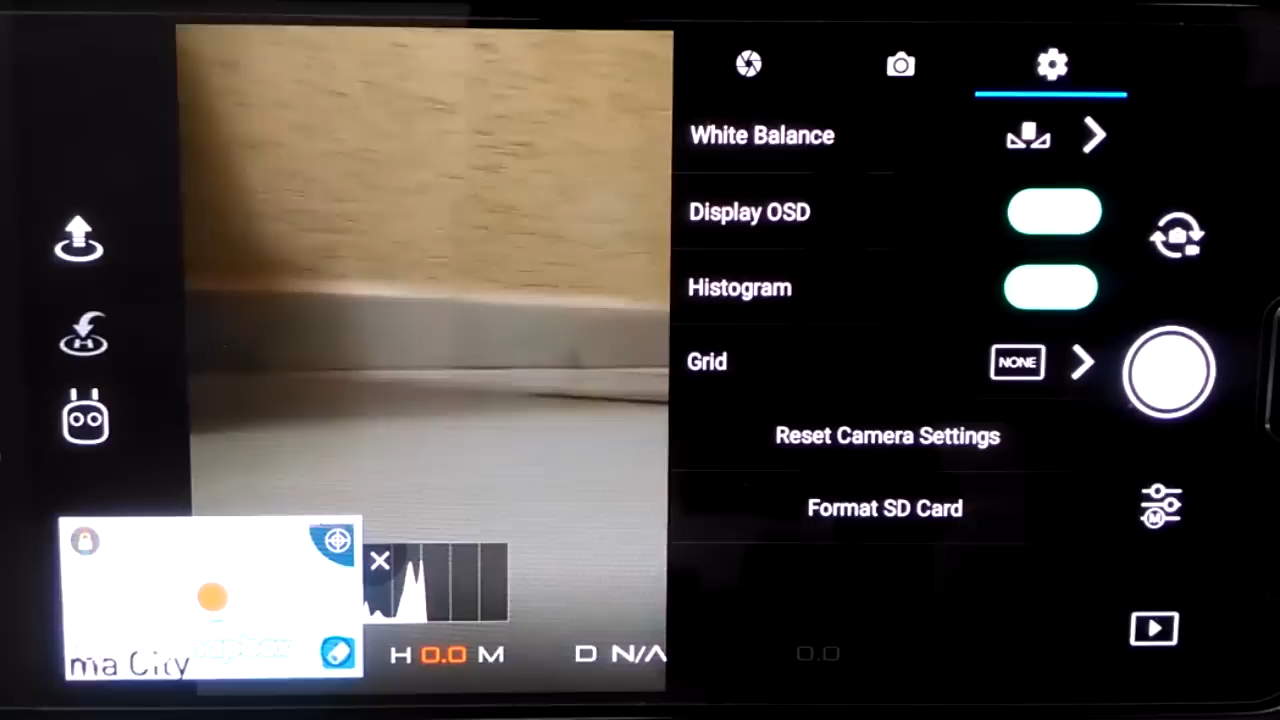 White Balance
Display OSD
Histogram
Grid NONE
Reset Camera Settings
Format SD Card
M
mapbox
ma City
H 0.0 M D N/A 0.0